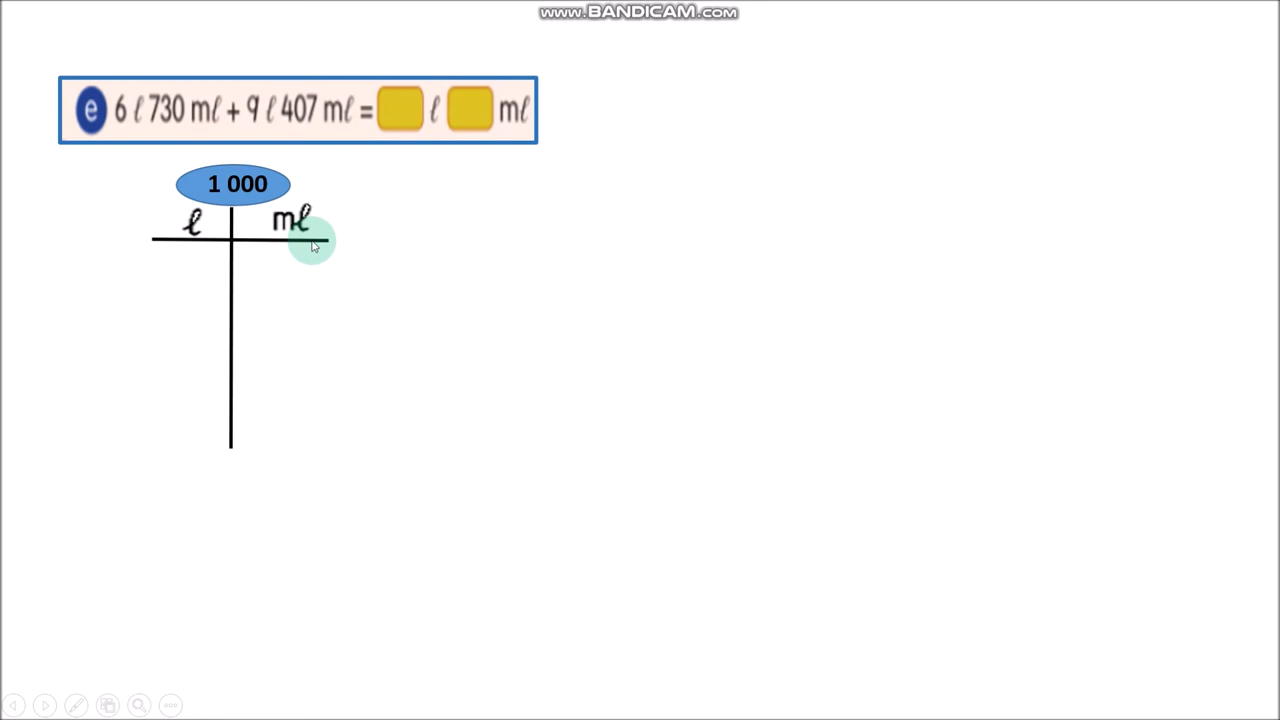 www.BANDICAM.com
e 6 ℓ 730 mℓ + 9 ℓ 407 mℓ = ℓ mℓ
1 000
ℓ mℓ